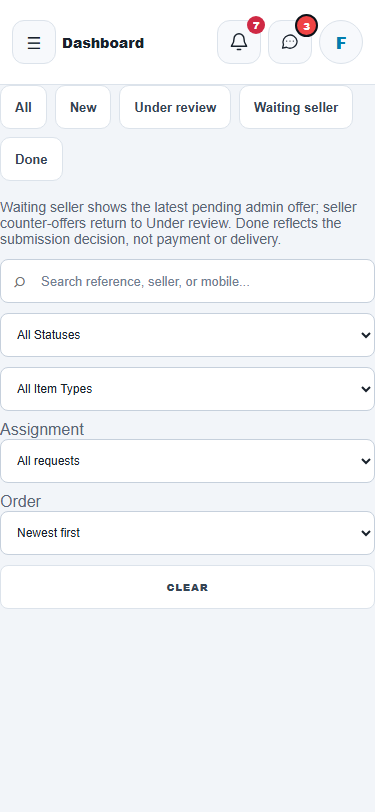 ☰ Dashboard 7 3 F
All New Under review Waiting seller
Done
Waiting seller shows the latest pending admin offer; seller
counter-offers return to Under review. Done reflects the
submission decision, not payment or delivery.
Search reference, seller, or mobile...
All Statuses
All Item Types
Assignment
All requests
Order
Newest first
CLEAR